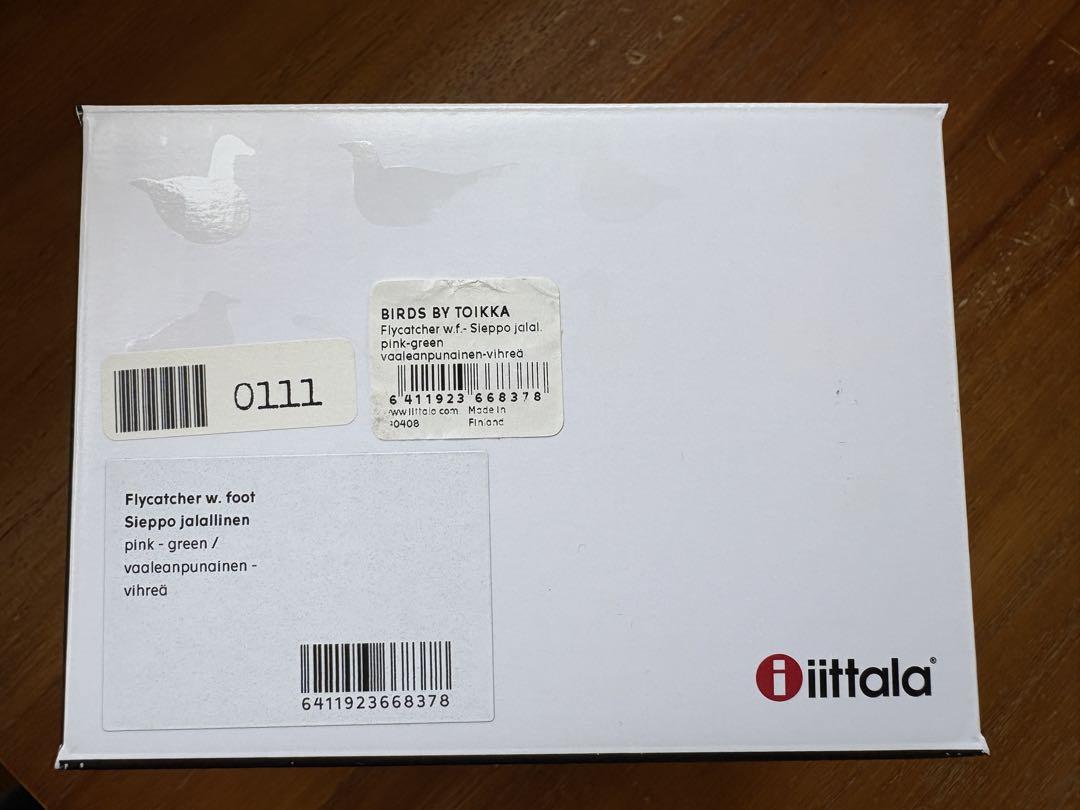 BIRDS BY TOIKKA
Flycatcher w.f.- Sieppo jalal.
pink-green
vaaleanpunainen-vihreä
6 411923 668378
www.iittala.com Made in
Finland
0111
Flycatcher w. foot
Sieppo jalallinen
pink - green /
vaaleanpunainen -
vihreä
6411923668378
iittala®